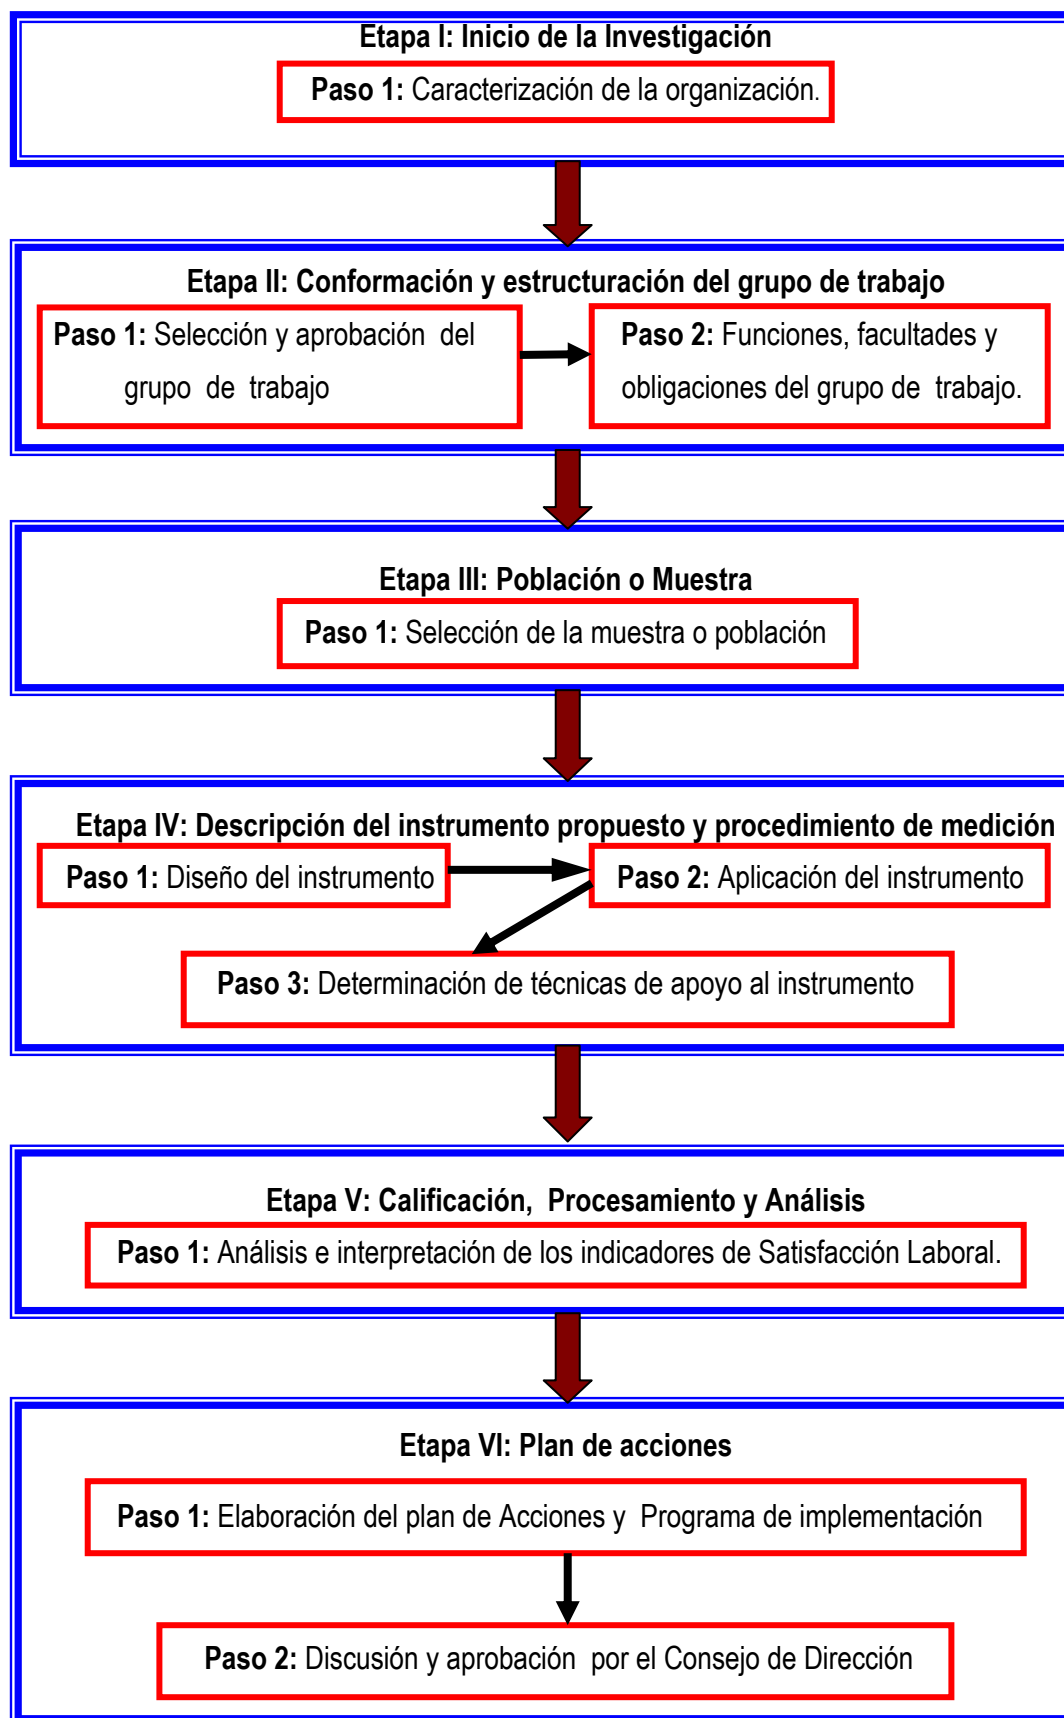 Etapa I: Inicio de la Investigación
Paso 1: Caracterización de la organización.
Etapa II: Conformación y estructuración del grupo de trabajo
Paso 1: Selección y aprobación del
grupo de trabajo
Paso 2: Funciones, facultades y
obligaciones del grupo de trabajo.
Etapa III: Población o Muestra
Paso 1: Selección de la muestra o población
Etapa IV: Descripción del instrumento propuesto y procedimiento de medición
Paso 1: Diseño del instrumento
Paso 2: Aplicación del instrumento
Paso 3: Determinación de técnicas de apoyo al instrumento
Etapa V: Calificación, Procesamiento y Análisis
Paso 1: Análisis e interpretación de los indicadores de Satisfacción Laboral.
Etapa VI: Plan de acciones
Paso 1: Elaboración del plan de Acciones y Programa de implementación
Paso 2: Discusión y aprobación por el Consejo de Dirección